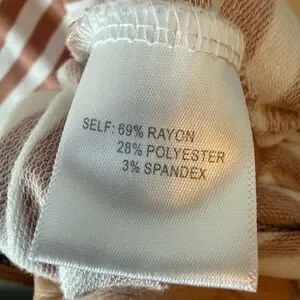 SELF: 69% RAYON
28% POLYESTER
3% SPANDEX